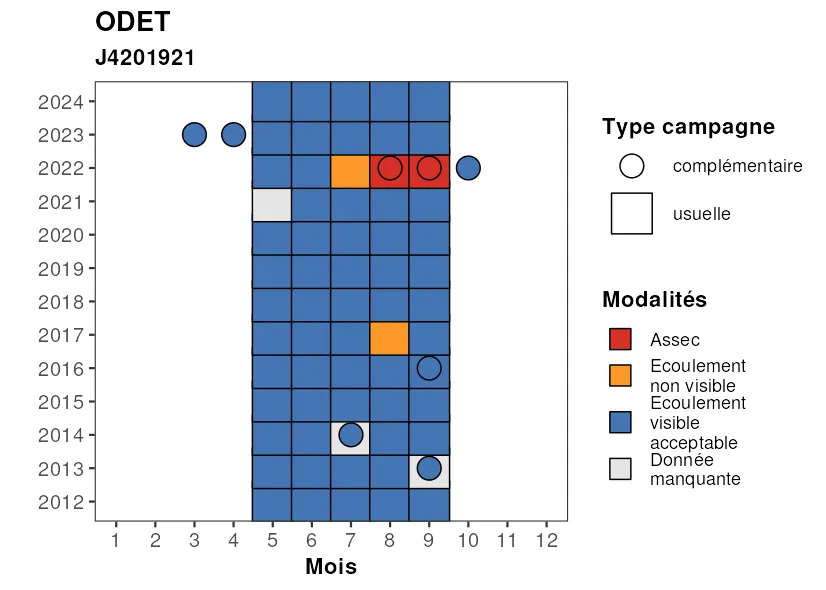 ODET
J4201921
2024
2023
2022
2021
2020
2019
2018
2017
2016
2015
2014
2013
2012
1 2 3 4 5 6 7 8 9 10 11 12
Mois
Type campagne
complémentaire
usuelle
Modalités
Assec
Ecoulement
non visible
Ecoulement
visible
acceptable
Donnée
manquante